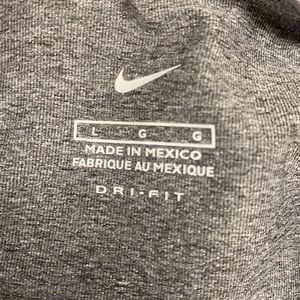 L G G
MADE IN MEXICO
FABRIQUE AU MEXIQUE
DRI-FIT